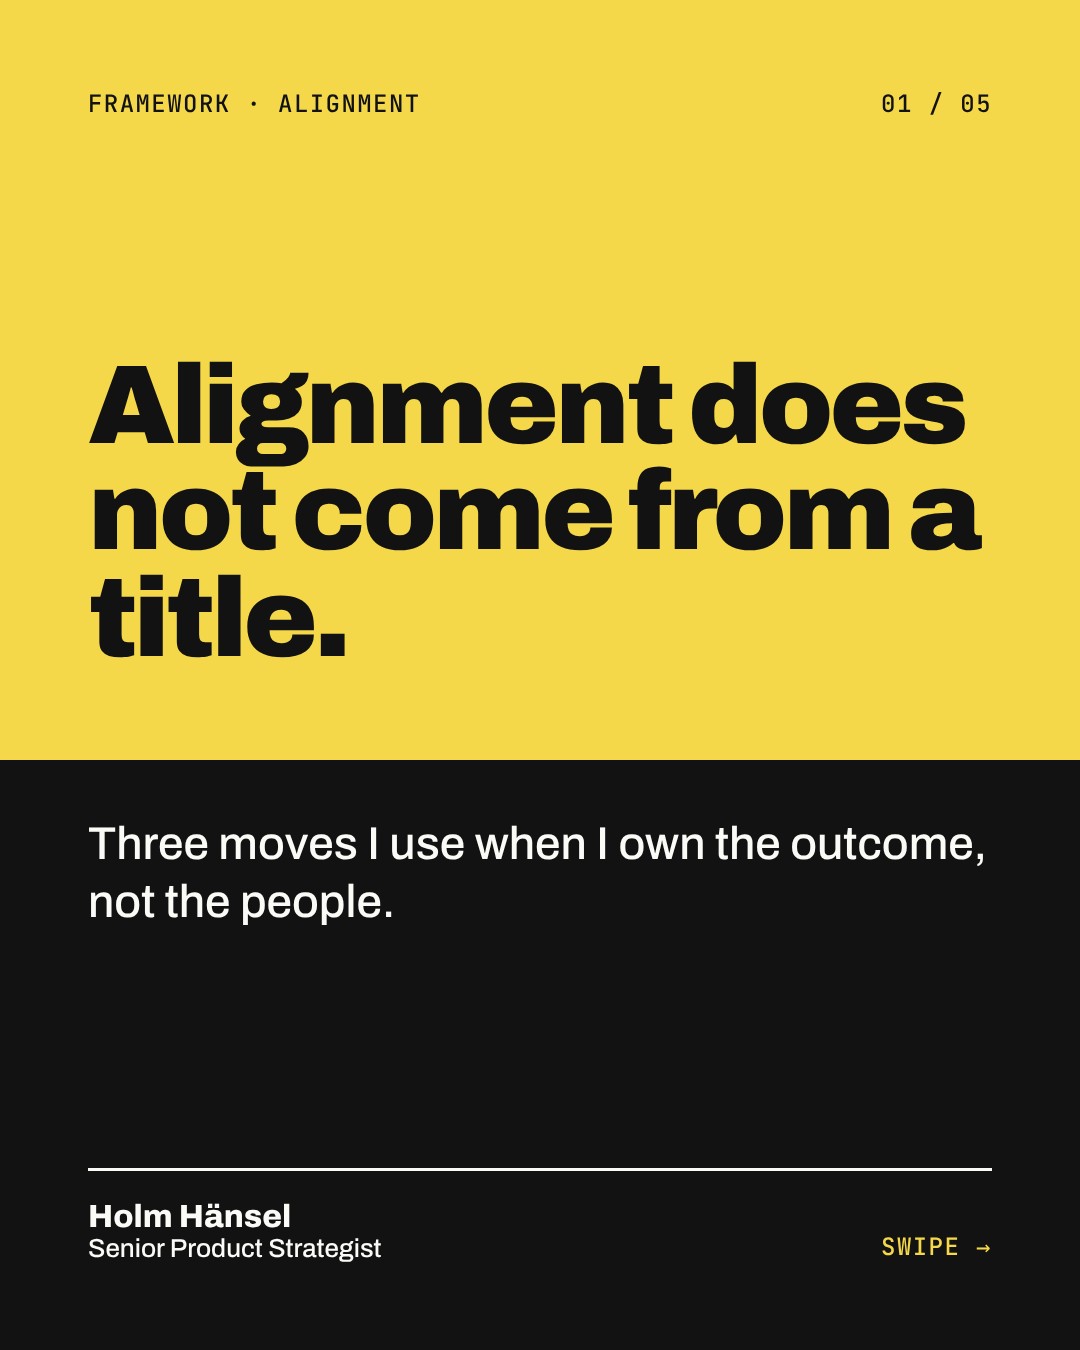 FRAMEWORK · ALIGNMENT
01 / 05
Alignment does
not come from a
title.
Three moves I use when I own the outcome,
not the people.
Holm Hänsel
Senior Product Strategist
SWIPE →